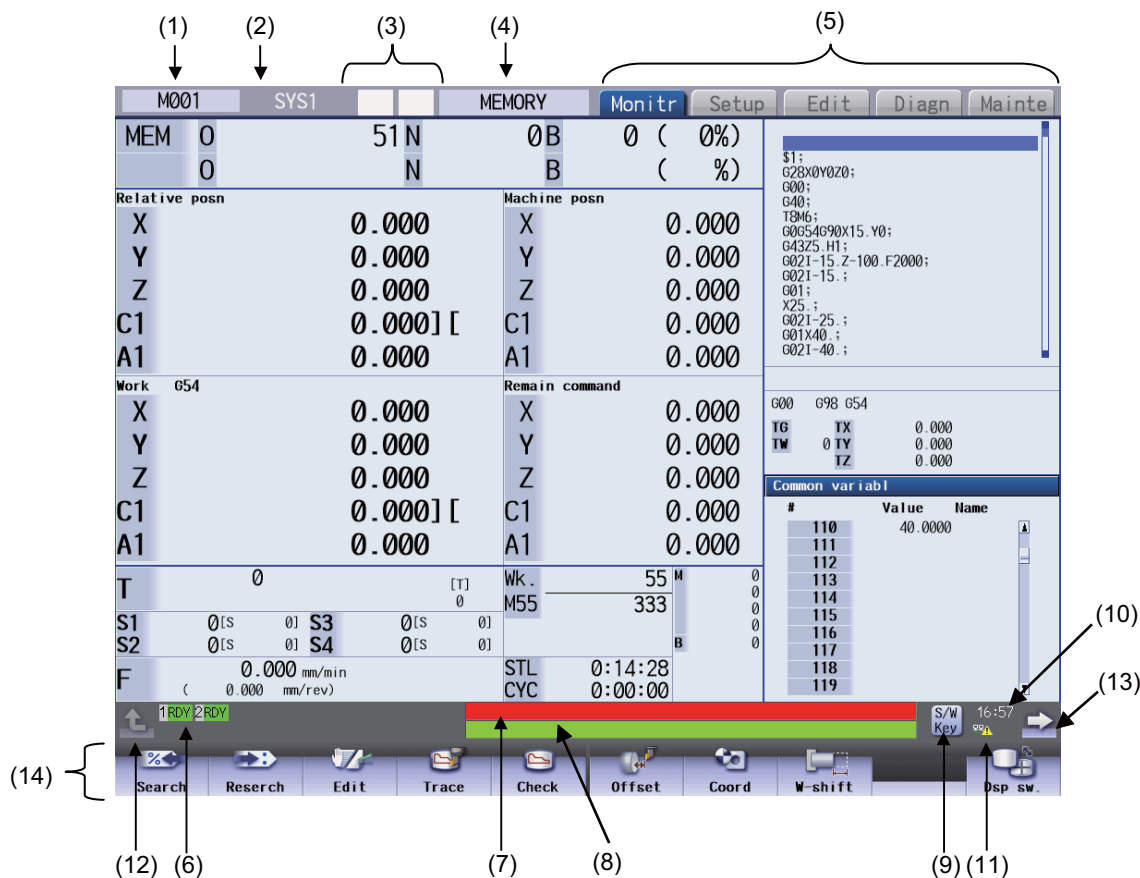 (1) (2) (3) (4) (5)
M001 SYS1 MEMORY Monitr Setup Edit Diagn Mainte
MEM O 51 N 0 B 0 ( 0%)
O N B ( %)
$1;
G28X0Y0Z0;
G00;
G40;
T8M6;
G0G54G90X15.Y0;
G43Z5.H1;
G02I-15.Z-100.F2000;
G02I-15.;
G01;
X25.;
G02I-25.;
G01X40.;
G02I-40.;
Relative posn
X 0.000
Y 0.000
Z 0.000
C1 0.000][
A1 0.000
Machine posn
X 0.000
Y 0.000
Z 0.000
C1 0.000
A1 0.000
Work G54
X 0.000
Y 0.000
Z 0.000
C1 0.000][
A1 0.000
Remain command
X 0.000
Y 0.000
Z 0.000
C1 0.000
A1 0.000
G00 G98 G54
TG TX 0.000
TW 0 TY 0.000
TZ 0.000
Common variabl
# Value Name
110 40.0000
111
112
113
114
115
116
117
118
119
T 0 [T] 0
S1 0[S 0] S3 0[S 0]
S2 0[S 0] S4 0[S 0]
F 0.000 mm/min
( 0.000 mm/rev)
Wk. 55
M55 333
M 0
0
0
0
B 0
STL 0:14:28
CYC 0:00:00
(10)
(13)
1 RDY 2 RDY S/W Key 16:57
(14)
Search Reserch Edit Trace Check Offset Coord W-shift Dsp sw.
(12) (6) (7) (8) (9) (11)